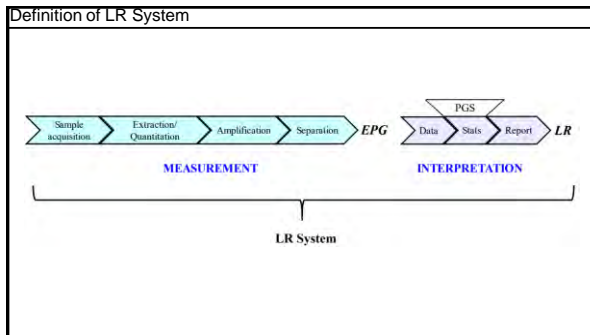 Definition of LR System
PGS
Sample
acquisition
Extraction/
Quantitation
Amplification
Separation
EPG
Data
Stats
Report
LR
MEASUREMENT
INTERPRETATION
LR System